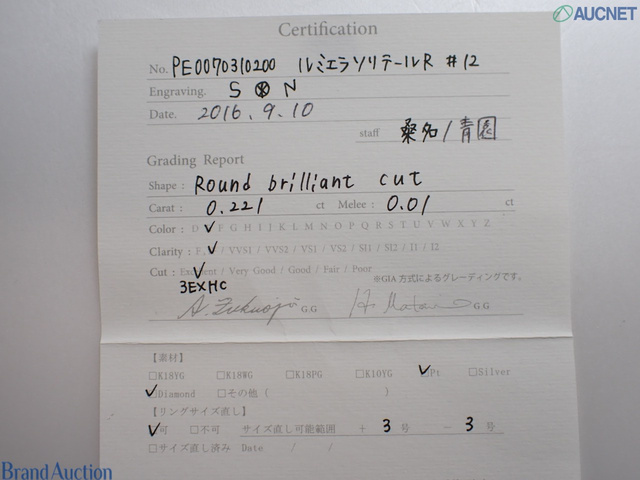 AUCNET
Certification
No. PE0070310200 ルミエラソリテールR #12
Engraving. S N
Date. 2016.9.10
staff 桑名/青園
Grading Report
Shape : Round brilliant cut
Carat : 0.221 ct Melee : 0.01 ct
Color : D F G H I J K L M N O P Q R S T U V W X Y Z
Clarity : F. / VVS1 / VVS2 / VS1 / VS2 / SI1 / SI2 / I1 / I2
Cut : Excellent / Very Good / Good / Fair / Poor
※GIA方式によるグレーディングです。
3EXHC
G.G G.G
【素材】
□K18YG □K18WG □K18PG □K10YG ✓Pt □Silver
✓Diamond □その他 ( )
【リングサイズ直し】
✓可 □不可 サイズ直し可能範囲 + 3 号 - 3 号
□サイズ直し済み Date / /
Brand Auction